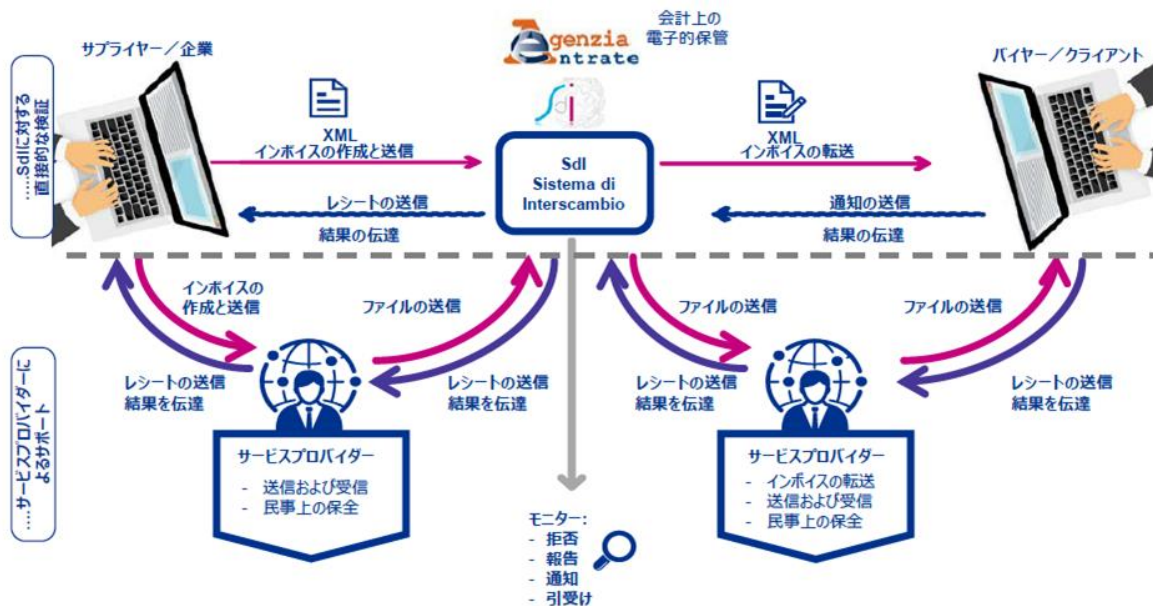 会計上の
電子的保管
Agenzia
Entrate
サプライヤー／企業
バイヤー／クライアント
.....SdIに対する
直接的な検証
XML
インボイスの作成と送信
レシートの送信
結果の伝達
sdi
SdI
Sistema di
Interscambio
XML
インボイスの転送
通知の送信
結果の伝達
.....サービスプロバイダーに
よるサポート
インボイスの
作成と送信
ファイルの送信
レシートの送信
結果を伝達
レシートの送信
結果を伝達
サービスプロバイダー
- 送信および受信
- 民事上の保全
ファイルの送信
ファイルの送信
レシートの送信
結果を伝達
レシートの送信
結果を伝達
サービスプロバイダー
- インボイスの転送
- 送信および受信
- 民事上の保全
モニター:
- 拒否
- 報告
- 通知
- 引受け